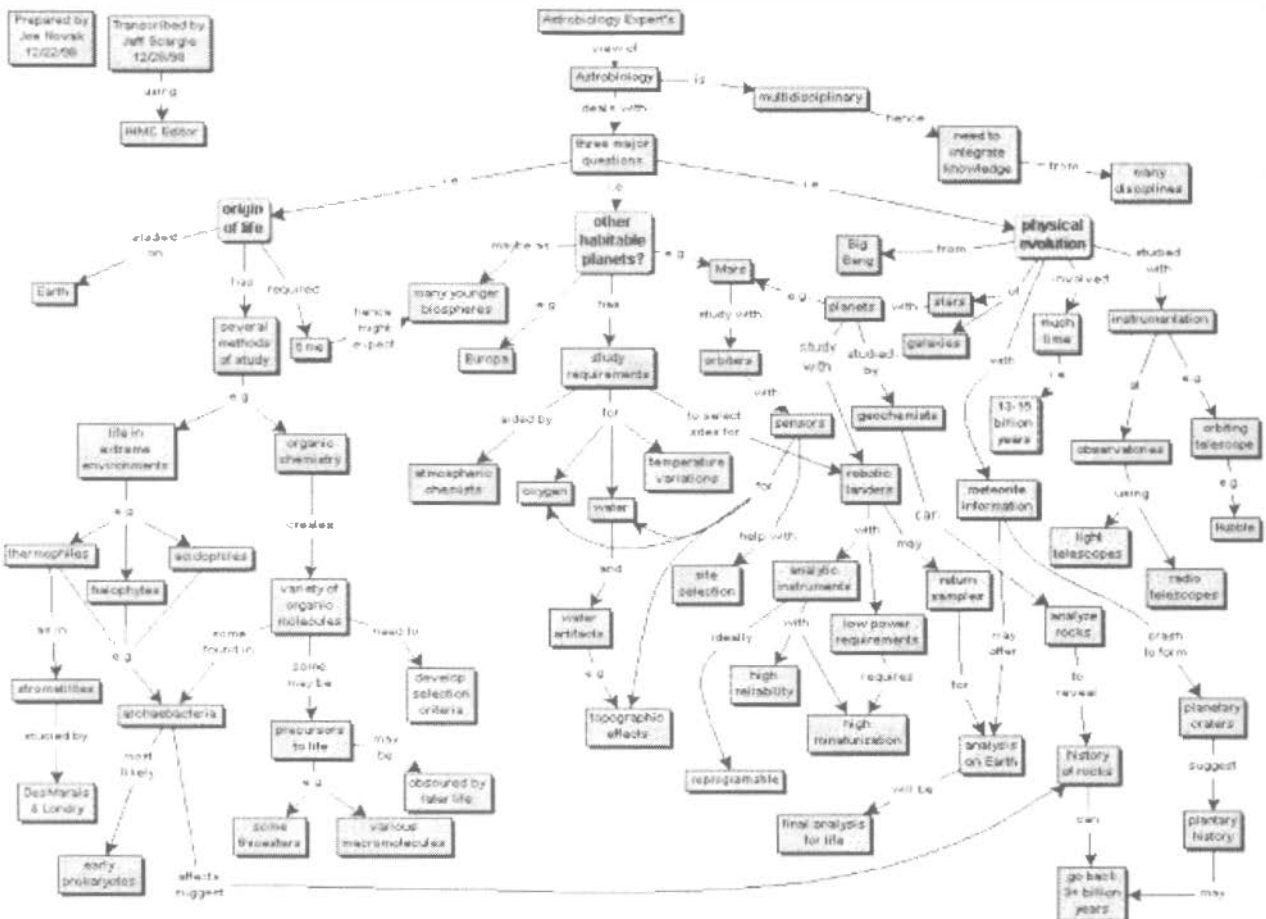 Prepared by
Joe Novak
12/22/98
Transcribed by
Jeff Scargle
12/28/98
using
IHMC Editor
Astrobiology Expert's
view of
Astrobiology
is
multidisciplinary
hence
need to
integrate
knowledge
from
many
disciplines
deals with
three major
questions
i.e
i.e
i.e
origin
of life
studied
on
Earth
has
required
several
methods
of study
time
hence
might
expect
e.g
life in
extreme
environments
organic
chemistry
e.g
thermophiles
halophytes
acidophiles
as in
e.g
stromatilites
studied by
DesMarais
& Londry
archaebacteria
most
likely
early
prokaryotes
affects
suggest
creates
variety of
organic
molecules
some
found in
some
may be
need to
develop
selection
criteria
precursors
to life
may
be
obsoured by
later life
e.g
some
thioesters
various
macromolecules
other
habitable
planets?
maybe as
many younger
biospheres
e.g
Europa
has
e.g
Mars
study
requirements
aided by
atmospheric
chemists
for
oxygen
water
temperature
variations
to select
sites for
and
water
artifacts
e.g
topographic
effects
study with
orbiters
with
sensors
for
help with
site
selection
e.g.
planets
with
stars
study
with
studied
by
geochemists
robotic
landers
with
may
can
analytic
instruments
ideally
with
reprogramable
high
reliability
low power
requirements
requires
high
minaturization
return
samples
for
analysis
on Earth
will be
final analysis
for life
physical
evolution
from
Big
Bang
of
galaxies
with
involved
much
time
i.e
13-15
billion
years
studied
with
instrumentation
at
e.g
observatories
orbiting
telescope
e.g.
Hubble
using
light
telescopes
radio
telescopes
meteorite
information
may
offer
crash
to form
analyze
rocks
to
reveal
history
of rocks
can
go back
3+ billion
years
planetary
craters
suggest
plantary
history
may